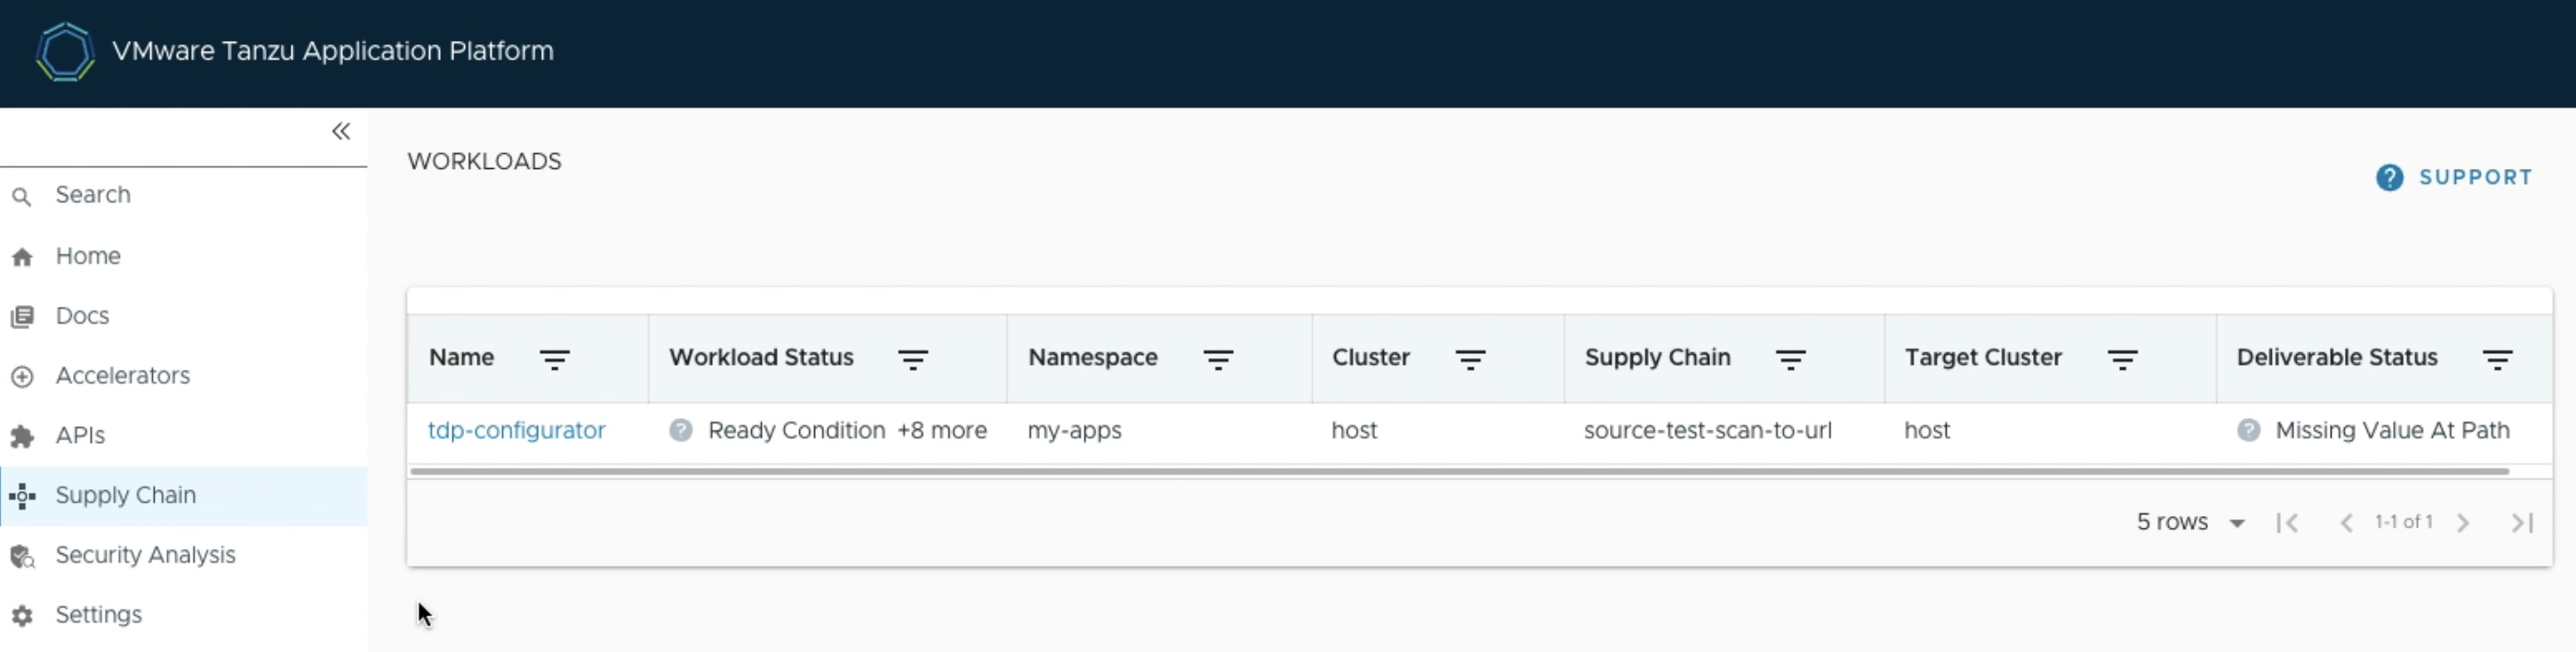 VMware Tanzu Application Platform
Search
Home
Docs
Accelerators
APIs
Supply Chain
Security Analysis
Settings
WORKLOADS
? SUPPORT
Name Workload Status Namespace Cluster Supply Chain Target Cluster Deliverable Status
tdp-configurator ? Ready Condition +8 more my-apps host source-test-scan-to-url host ? Missing Value At Path
5 rows 1-1 of 1